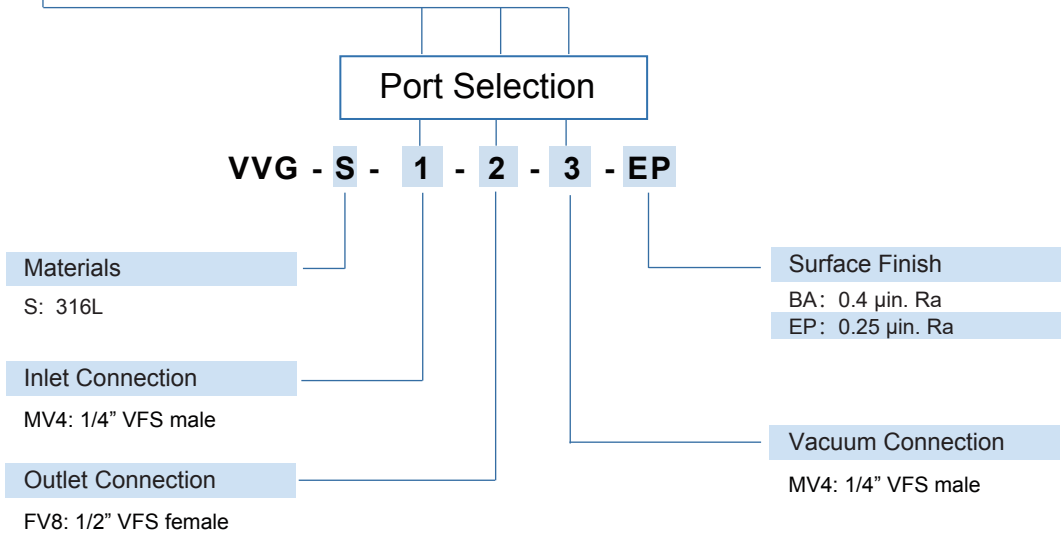 Port Selection
VVG - S - 1 - 2 - 3 - EP
Materials
S: 316L
Inlet Connection
MV4: 1/4” VFS male
Outlet Connection
FV8: 1/2” VFS female
Surface Finish
BA: 0.4 μin. Ra
EP: 0.25 μin. Ra
Vacuum Connection
MV4: 1/4” VFS male